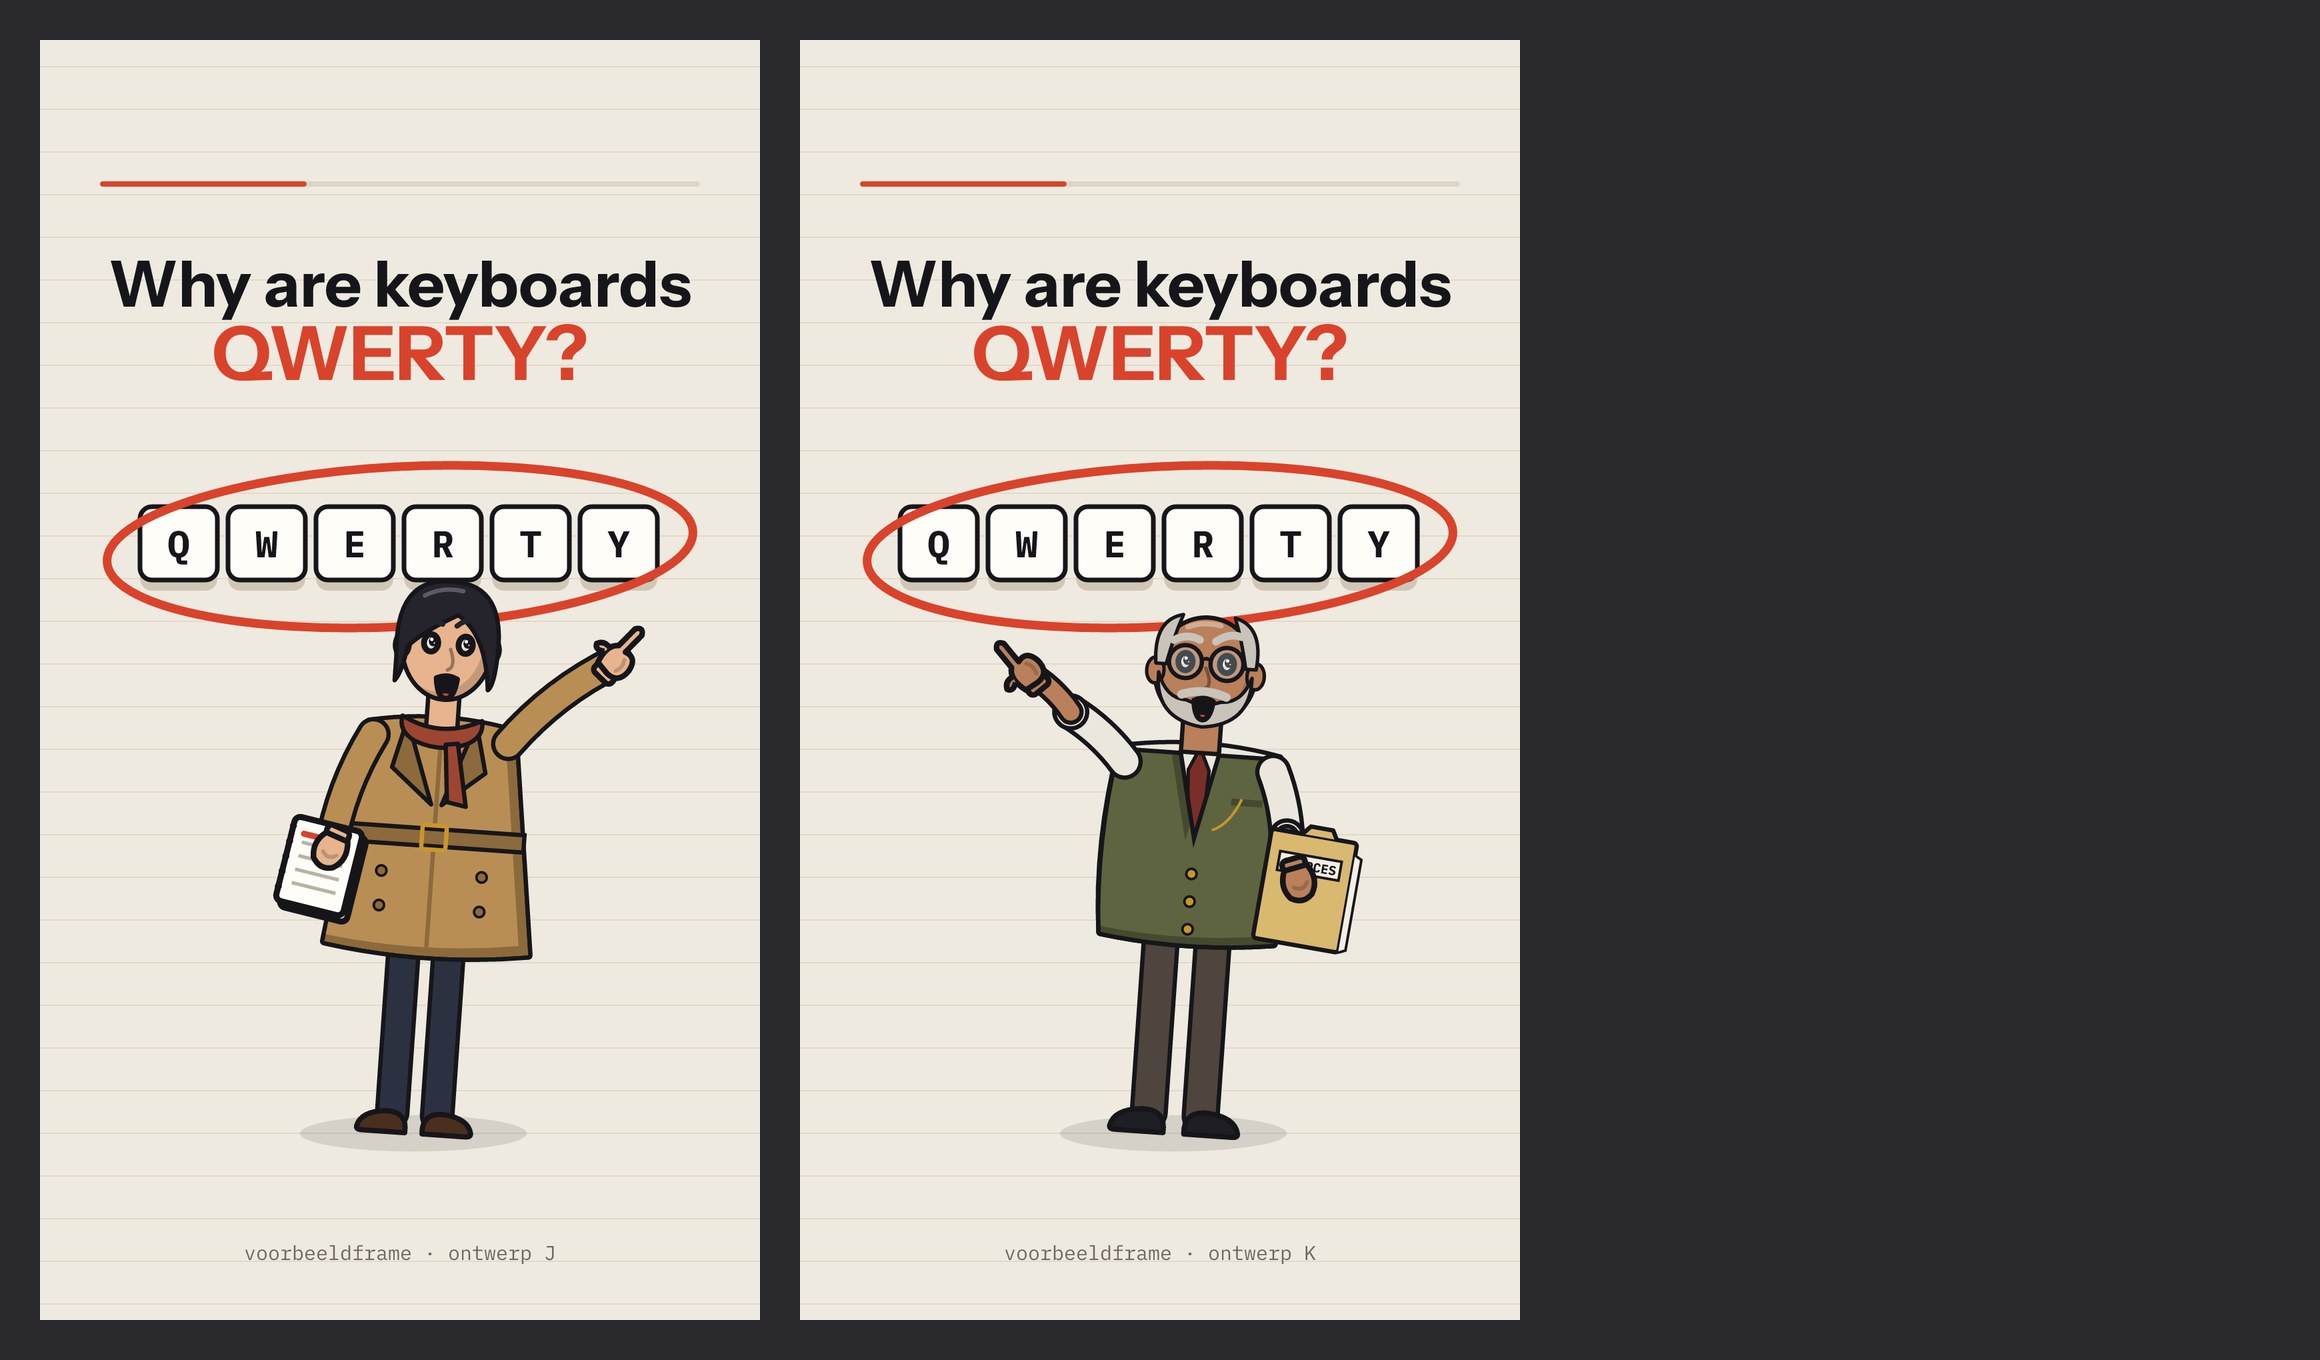 Why are keyboards
QWERTY?
Q W E R T Y
voorbeeldframe · ontwerp J
Why are keyboards
QWERTY?
Q W E R T Y
voorbeeldframe · ontwerp K